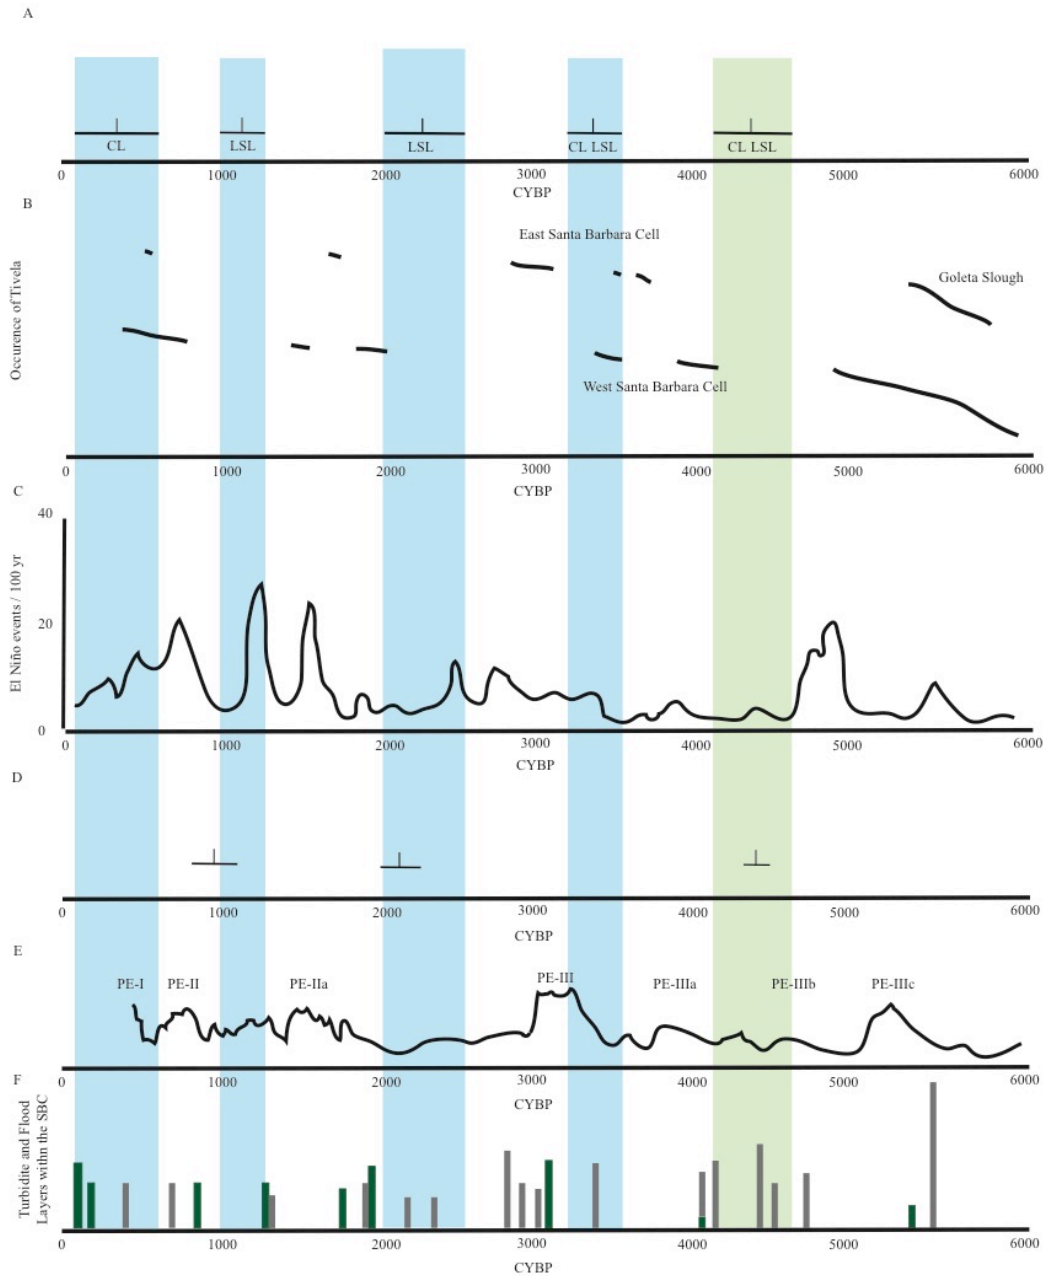 A
CL
LSL
LSL
CL LSL
CL LSL
0 1000 2000 3000 4000 5000 6000
CYBP
B
Occurence of Tivela
East Santa Barbara Cell
Goleta Slough
West Santa Barbara Cell
0 1000 2000 3000 4000 5000 6000
CYBP
C
El Niño events / 100 yr
40
20
0
0 1000 2000 3000 4000 5000 6000
CYBP
D
0 1000 2000 3000 4000 5000 6000
CYBP
E
PE-I
PE-II
PE-IIa
PE-III
PE-IIIa
PE-IIIb
PE-IIIc
0 1000 2000 3000 4000 5000 6000
CYBP
F
Turbidite and Flood
Layers withn the SBC
0 1000 2000 3000 4000 5000 6000
CYBP